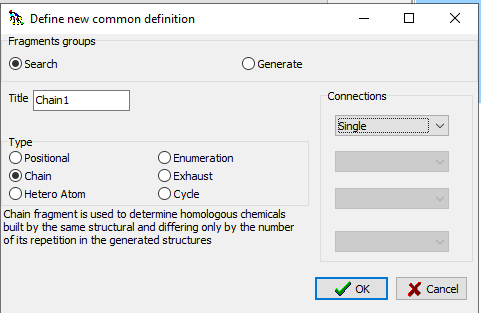 Define new common definition
Fragments groups
Search
Generate
Title
Chain1
Connections
Single
Type
Positional
Enumeration
Chain
Exhaust
Hetero Atom
Cycle
Chain fragment is used to determine homologous chemicals
built by the same structural and differing only by the number
of its repetition in the generated structures
OK
Cancel